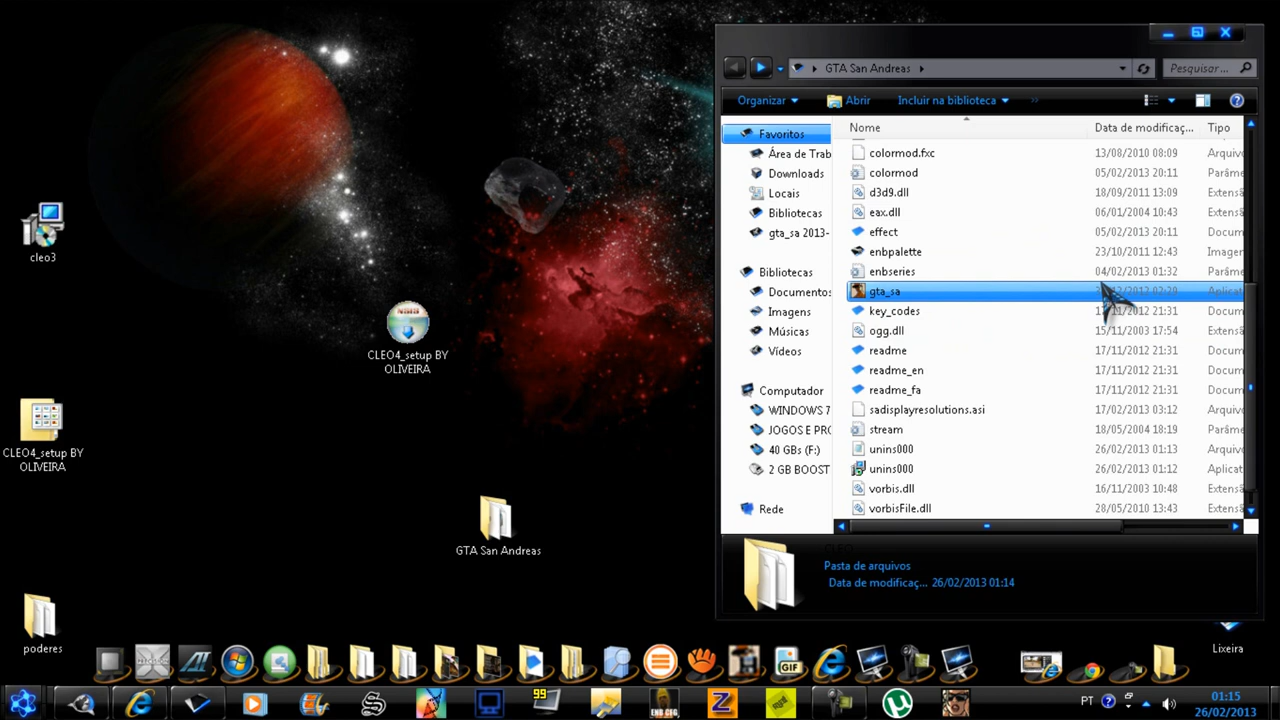 cleo3
CLEO4_setup BY
OLIVEIRA
CLEO4_setup BY
OLIVEIRA
GTA San Andreas
poderes
GTA San Andreas
Pesquisar...
Organizar
Abrir
Incluir na biblioteca
Nome
Data de modificaç...
Tipo
Favoritos
Área de Trab
Downloads
Locais
Bibliotecas
gta_sa 2013-
Bibliotecas
Documentos
Imagens
Músicas
Vídeos
Computador
WINDOWS 7
JOGOS E PRO
40 GBs (F:)
2 GB BOOST
Rede
colormod.fxc 13/08/2010 08:09 Arquivo
colormod 05/02/2013 20:11 Parâme
d3d9.dll 18/09/2011 13:09 Extensã
eax.dll 06/01/2004 10:43 Extensã
effect 05/02/2013 20:11 Docum
enbpalette 23/10/2011 12:43 Imagem
enbseries 04/02/2013 01:32 Parâme
gta_sa Aplicat
key_codes 17/11/2012 21:31 Docum
ogg.dll 15/11/2003 17:54 Extensã
readme 17/11/2012 21:31 Docum
readme_en 17/11/2012 21:31 Docum
readme_fa 17/11/2012 21:31 Docum
sadisplayresolutions.asi 17/02/2013 03:12 Arquivo
stream 18/05/2004 18:19 Parâme
unins000 26/02/2013 01:13 Arquivo
unins000 26/02/2013 01:12 Aplicat
vorbis.dll 16/11/2003 10:48 Extensã
vorbisFile.dll 28/05/2010 13:43 Extensã
CLEO
Pasta de arquivos
Data de modificaç... 26/02/2013 01:14
Lixeira
GIF
99
ENB CFG
PT
01:15
26/02/2013